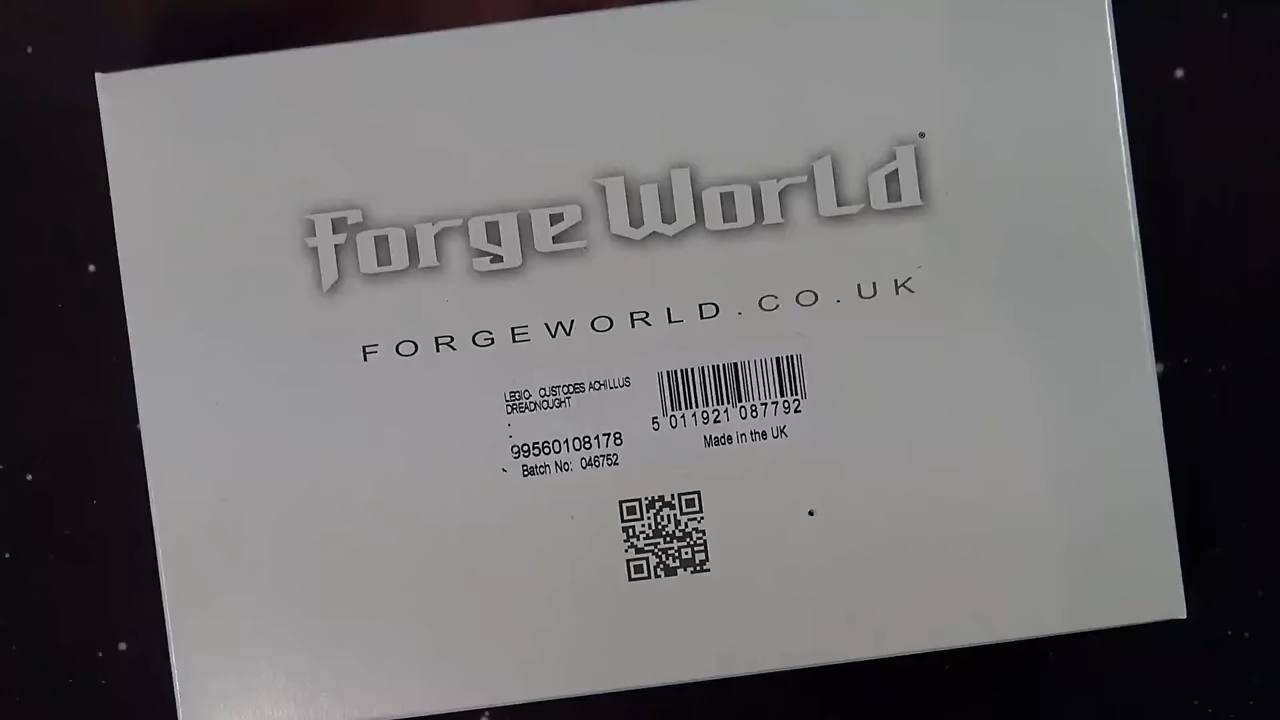 Forge World®
FORGEWORLD.CO.UK
LEGIO CUSTODES ACHILLUS
DREADNOUGHT
99560108178
Batch No: 046752
5 011921 087792
Made in the UK